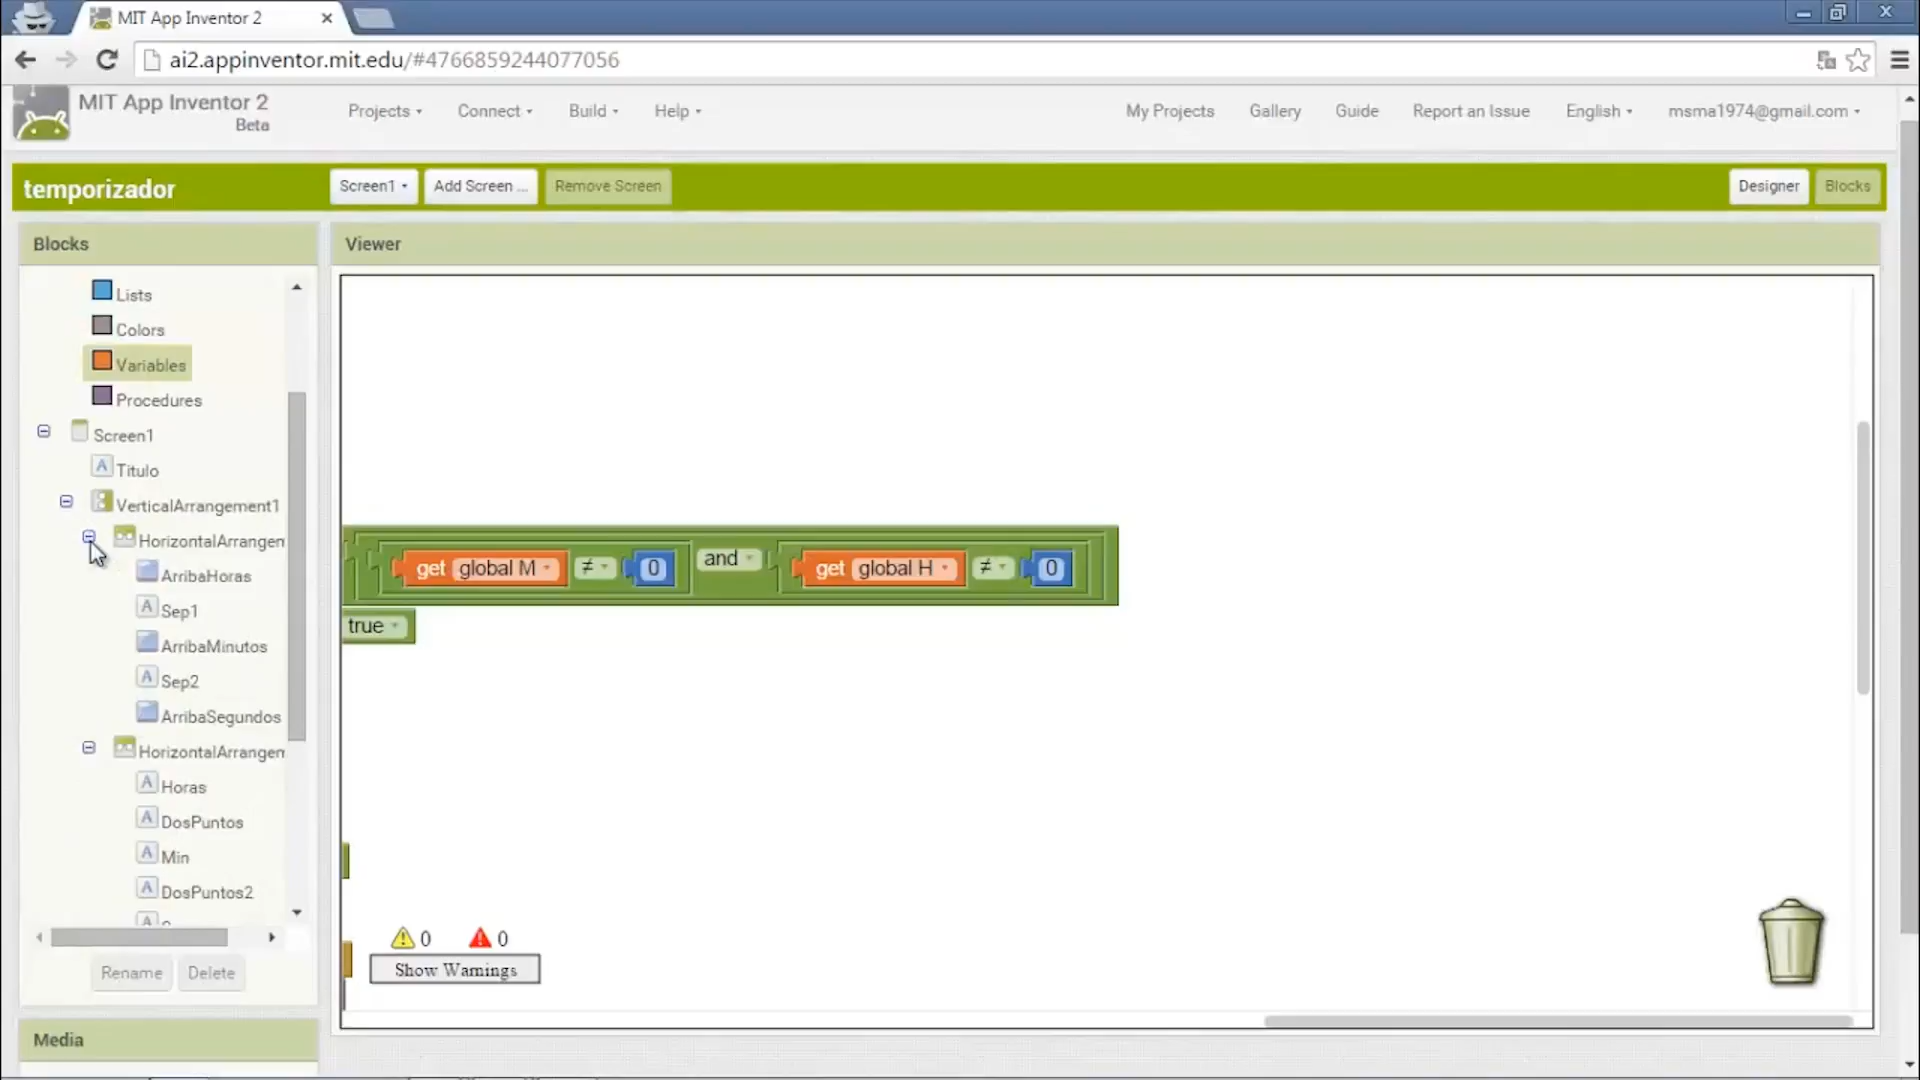 MIT App Inventor 2
ai2.appinventor.mit.edu/#4766859244077056
MIT App Inventor 2
Beta
Projects Connect Build Help My Projects Gallery Guide Report an Issue English msma1974@gmail.com
temporizador Screen1 Add Screen ... Remove Screen Designer Blocks
Blocks Viewer
Lists
Colors
Variables
Procedures
Screen1
Titulo
VerticalArrangement1
HorizontalArrangen
ArribaHoras
Sep1
ArribaMinutos
Sep2
ArribaSegundos
HorizontalArrangen
Horas
DosPuntos
Min
DosPuntos2
get global M ≠ 0 and get global H ≠ 0
true
0 0
Show Warnings
Rename Delete
Media